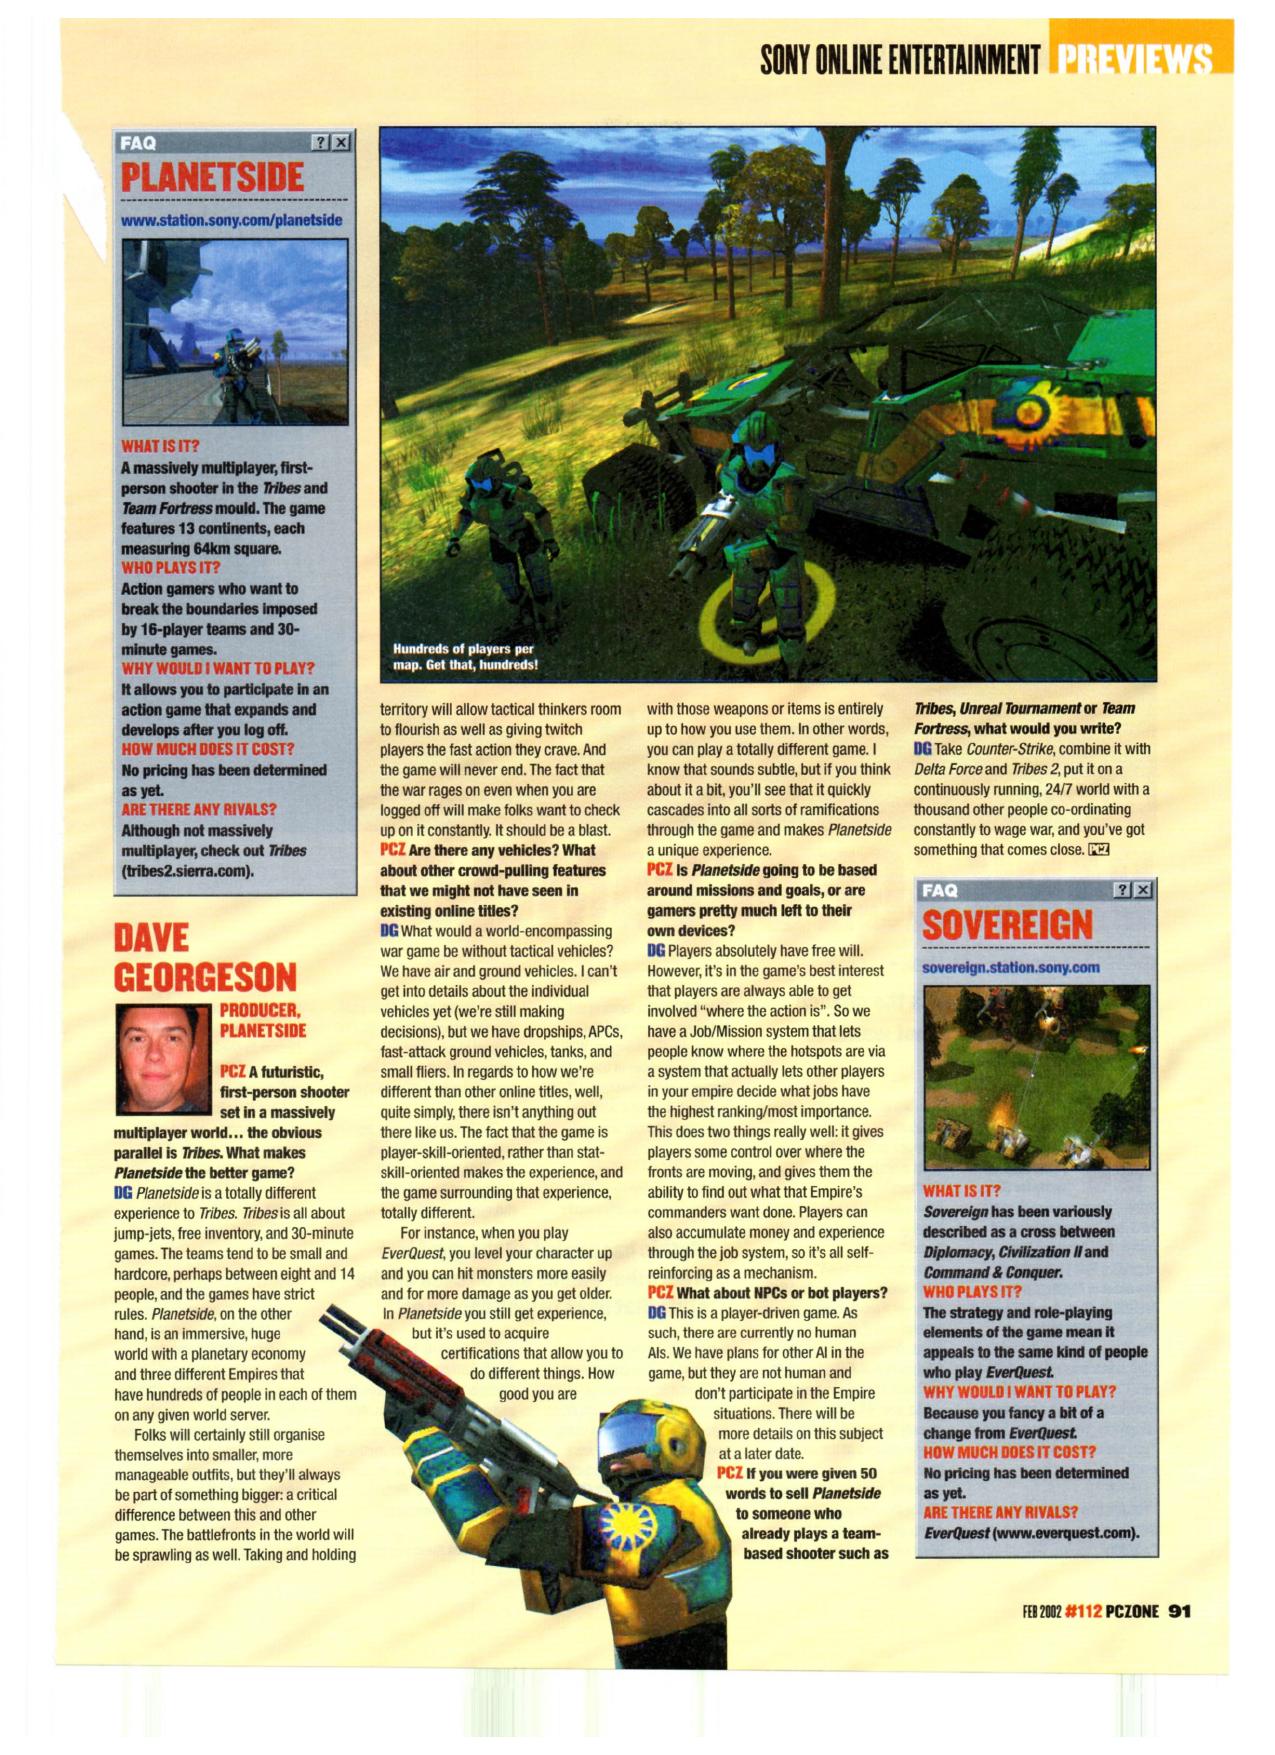 SONY ONLINE ENTERTAINMENT PREVIEWS
FAQ ? X
PLANETSIDE
www.station.sony.com/planetside
WHAT IS IT?
A massively multiplayer, first-
person shooter in the Tribes and
Team Fortress mould. The game
features 13 continents, each
measuring 64km square.
WHO PLAYS IT?
Action gamers who want to
break the boundaries imposed
by 16-player teams and 30-
minute games.
WHY WOULD I WANT TO PLAY?
It allows you to participate in an
action game that expands and
develops after you log off.
HOW MUCH DOES IT COST?
No pricing has been determined
as yet.
ARE THERE ANY RIVALS?
Although not massively
multiplayer, check out Tribes
(tribes2.sierra.com).
Hundreds of players per
map. Get that, hundreds!
DAVE
GEORGESON
PRODUCER,
PLANETSIDE
PCZ A futuristic,
first-person shooter
set in a massively
multiplayer world... the obvious
parallel is Tribes. What makes
Planetside the better game?
DG Planetside is a totally different
experience to Tribes. Tribes is all about
jump-jets, free inventory, and 30-minute
games. The teams tend to be small and
hardcore, perhaps between eight and 14
people, and the games have strict
rules. Planetside, on the other
hand, is an immersive, huge
world with a planetary economy
and three different Empires that
have hundreds of people in each of them
on any given world server.
Folks will certainly still organise
themselves into smaller, more
manageable outfits, but they'll always
be part of something bigger: a critical
difference between this and other
games. The battlefronts in the world will
be sprawling as well. Taking and holding
territory will allow tactical thinkers room
to flourish as well as giving twitch
players the fast action they crave. And
the game will never end. The fact that
the war rages on even when you are
logged off will make folks want to check
up on it constantly. It should be a blast.
PCZ Are there any vehicles? What
about other crowd-pulling features
that we might not have seen in
existing online titles?
DG What would a world-encompassing
war game be without tactical vehicles?
We have air and ground vehicles. I can't
get into details about the individual
vehicles yet (we're still making
decisions), but we have dropships, APCs,
fast-attack ground vehicles, tanks, and
small fliers. In regards to how we're
different than other online titles, well,
quite simply, there isn't anything out
there like us. The fact that the game is
player-skill-oriented, rather than stat-
skill-oriented makes the experience, and
the game surrounding that experience,
totally different.
For instance, when you play
EverQuest, you level your character up
and you can hit monsters more easily
and for more damage as you get older.
In Planetside you still get experience,
but it's used to acquire
certifications that allow you to
do different things. How
good you are
with those weapons or items is entirely
up to how you use them. In other words,
you can play a totally different game. I
know that sounds subtle, but if you think
about it a bit, you'll see that it quickly
cascades into all sorts of ramifications
through the game and makes Planetside
a unique experience.
PCZ Is Planetside going to be based
around missions and goals, or are
gamers pretty much left to their
own devices?
DG Players absolutely have free will.
However, it's in the game's best interest
that players are always able to get
involved "where the action is". So we
have a Job/Mission system that lets
people know where the hotspots are via
a system that actually lets other players
in your empire decide what jobs have
the highest ranking/most importance.
This does two things really well: it gives
players some control over where the
fronts are moving, and gives them the
ability to find out what that Empire's
commanders want done. Players can
also accumulate money and experience
through the job system, so it's all self-
reinforcing as a mechanism.
PCZ What about NPCs or bot players?
DG This is a player-driven game. As
such, there are currently no human
AIs. We have plans for other AI in the
game, but they are not human and
don't participate in the Empire
situations. There will be
more details on this subject
at a later date.
PCZ If you were given 50
words to sell Planetside
to someone who
already plays a team-
based shooter such as
Tribes, Unreal Tournament or Team
Fortress, what would you write?
DG Take Counter-Strike, combine it with
Delta Force and Tribes 2, put it on a
continuously running, 24/7 world with a
thousand other people co-ordinating
constantly to wage war, and you've got
something that comes close. PCZ
FAQ ? X
SOVEREIGN
sovereign.station.sony.com
WHAT IS IT?
Sovereign has been variously
described as a cross between
Diplomacy, Civilization II and
Command & Conquer.
WHO PLAYS IT?
The strategy and role-playing
elements of the game mean it
appeals to the same kind of people
who play EverQuest.
WHY WOULD I WANT TO PLAY?
Because you fancy a bit of a
change from EverQuest.
HOW MUCH DOES IT COST?
No pricing has been determined
as yet.
ARE THERE ANY RIVALS?
EverQuest (www.everquest.com).
FEB 2002 #112 PCZONE 91